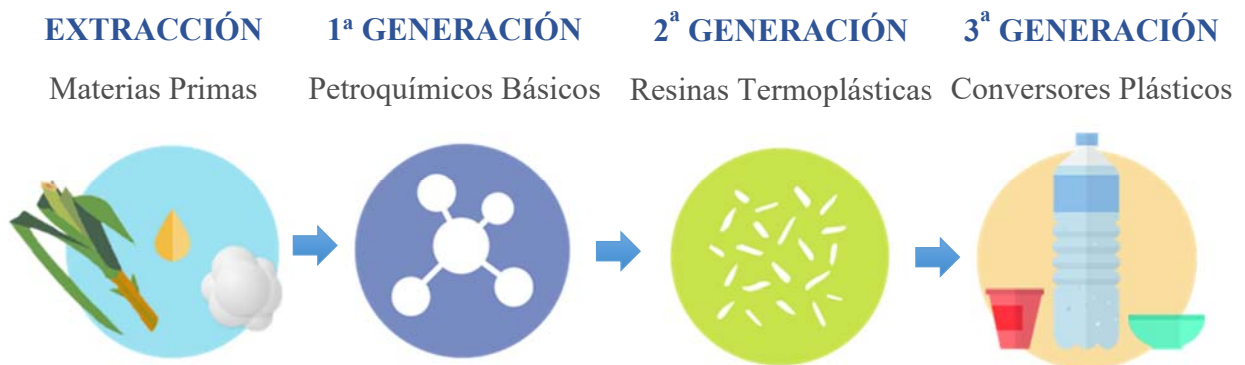 EXTRACCIÓN
Materias Primas
1ª GENERACIÓN
Petroquímicos Básicos
2ª GENERACIÓN
Resinas Termoplásticas
3ª GENERACIÓN
Conversores Plásticos